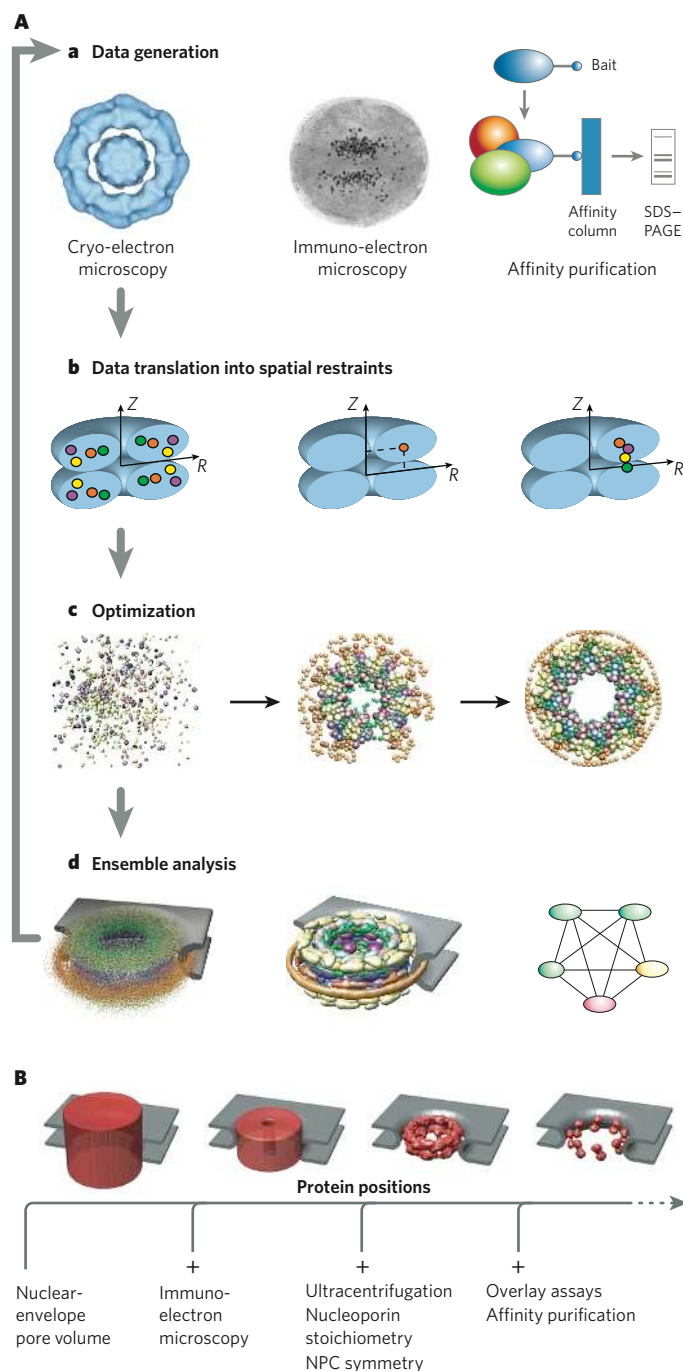 A
a Data generation
Bait
Cryo-electron
microscopy
Immuno-electron
microscopy
Affinity
column
SDS–
PAGE
Affinity purification
b Data translation into spatial restraints
Z
R
Z
R
Z
R
c Optimization
d Ensemble analysis
B
Protein positions
Nuclear-
envelope
pore volume
+
Immuno-
electron
microscopy
+
Ultracentrifugation
Nucleoporin
stoichiometry
NPC symmetry
+
Overlay assays
Affinity purification